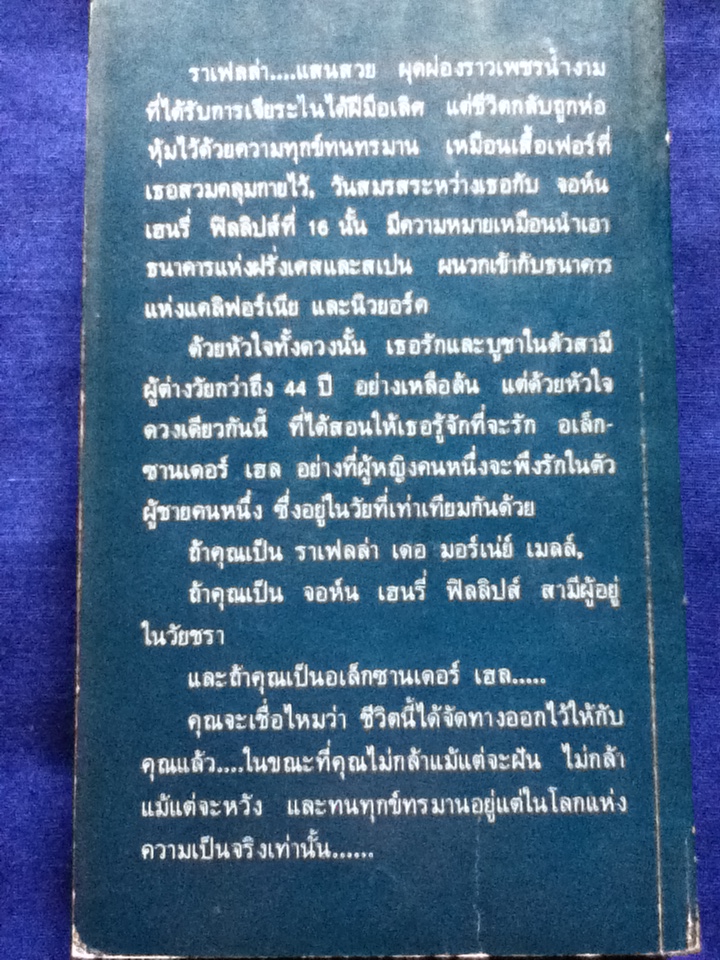 ราเฟลล่า....แสนสวย ผุดผ่องราวเพชรน้ำงาม
ที่ได้รับการเจียระไนได้ฝีมือเลิศ แต่ชีวิตกลับถูกห่อ
หุ้มไว้ด้วยความทุกข์ทนทรมาน เหมือนเสื้อเฟอร์ที่
เธอสวมคลุมกายไว้, วันสมรสระหว่างเธอกับ จอห์น
เฮนรี่ ฟิลลิปส์ที่ 16 นั้น มีความหมายเหมือนนำเอา
ธนาคารแห่งฝรั่งเศสและสเปน ผนวกเข้ากับธนาคาร
แห่งแคลิฟอร์เนีย และนิวยอร์ค
ด้วยหัวใจทั้งดวงนั้น เธอรักและบูชาในตัวสามี
ผู้ต่างวัยกว่าถึง 44 ปี อย่างเหลือล้น แต่ด้วยหัวใจ
ดวงเดียวกันนี้ ที่ได้สอนให้เธอรู้จักที่จะรัก อเล็ก-
ซานเดอร์ เฮล อย่างที่ผู้หญิงคนหนึ่งจะพึงรักในตัว
ผู้ชายคนหนึ่ง ซึ่งอยู่ในวัยที่เท่าเทียมกันด้วย
ถ้าคุณเป็น ราเฟลล่า เดอ มอร์เน่ย์ เมลล์,
ถ้าคุณเป็น จอห์น เฮนรี่ ฟิลลิปส์ สามีผู้อยู่
ในวัยชรา
และถ้าคุณเป็นอเล็กซานเดอร์ เฮล.....
คุณจะเชื่อไหมว่า ชีวิตนี้ได้จัดทางออกไว้ให้กับ
คุณแล้ว....ในขณะที่คุณไม่กล้าแม้แต่จะฝัน ไม่กล้า
แม้แต่จะหวัง และทนทุกข์ทรมานอยู่แต่ในโลกแห่ง
ความเป็นจริงเท่านั้น......